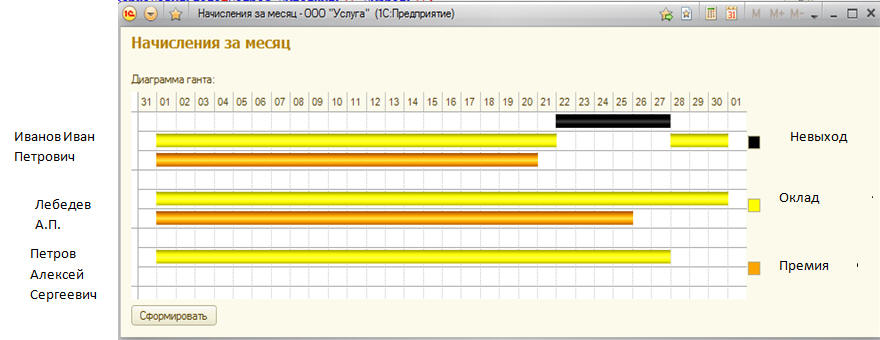 Начисления за месяц - ООО "Услуга" (1С:Предприятие)
M M+ M-
Начисления за месяц
Диаграмма ганта:
31 01 02 03 04 05 06 07 08 09 10 11 12 13 14 15 16 17 18 19 20 21 22 23 24 25 26 27 28 29 30 01
Иванов Иван
Петрович
Невыход
Лебедев
А.П.
Оклад
Петров
Алексей
Сергеевич
Премия
Сформировать